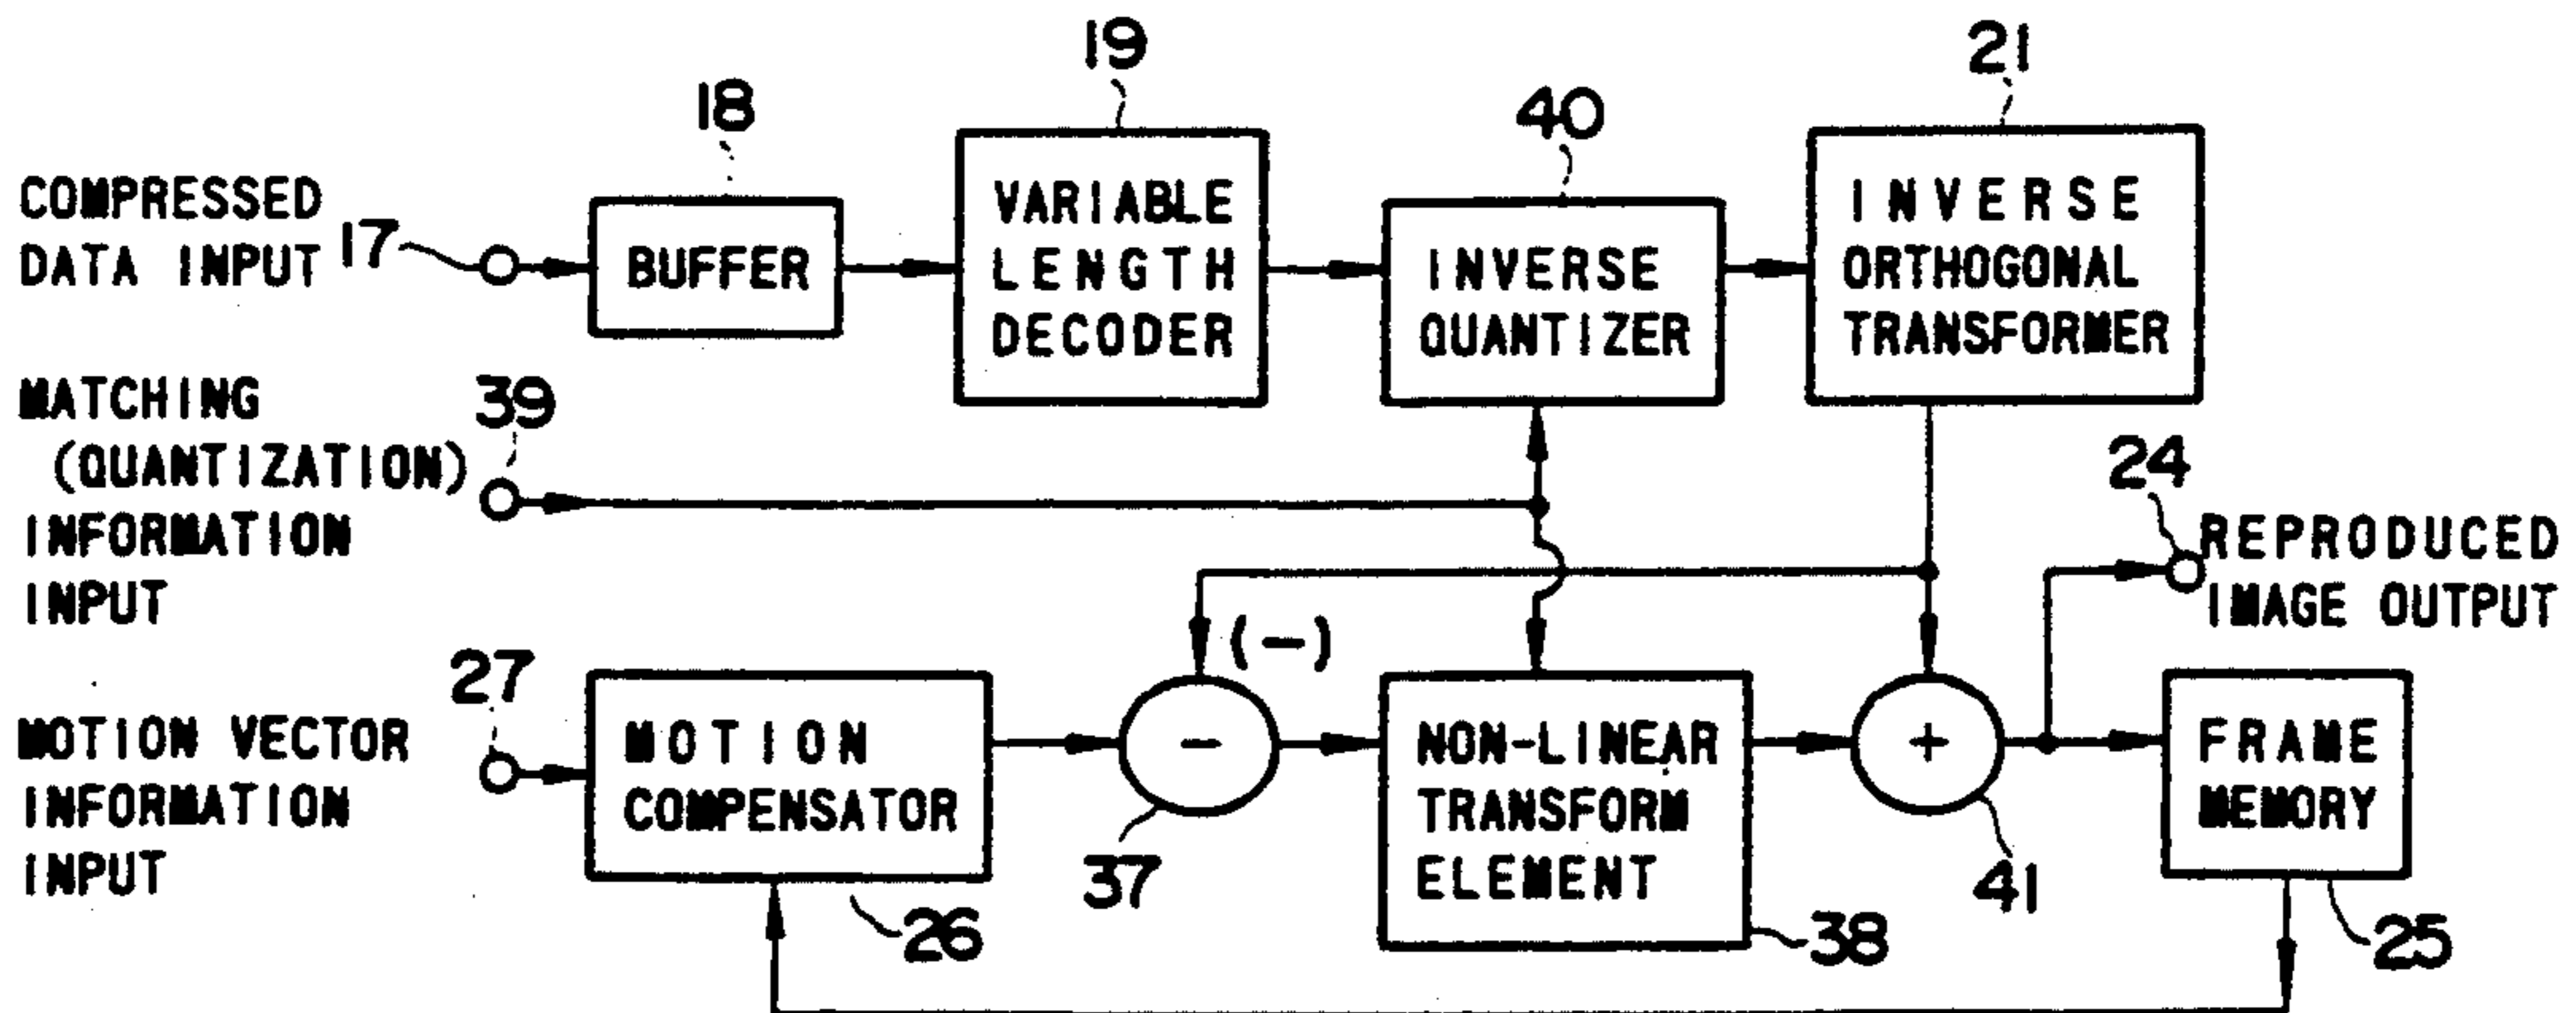 19
21
18
40
COMPRESSED
DATA INPUT
17
BUFFER
VARIABLE
LENGTH
DECODER
INVERSE
QUANTIZER
INVERSE
ORTHOGONAL
TRANSFORMER
MATCHING
(QUANTIZATION)
INFORMATION
INPUT
39
24
REPRODUCED
IMAGE OUTPUT
(-)
27
MOTION VECTOR
INFORMATION
INPUT
MOTION
COMPENSATOR
-
NON-LINEAR
TRANSFORM
ELEMENT
+
FRAME
MEMORY
37
41
26
38
25